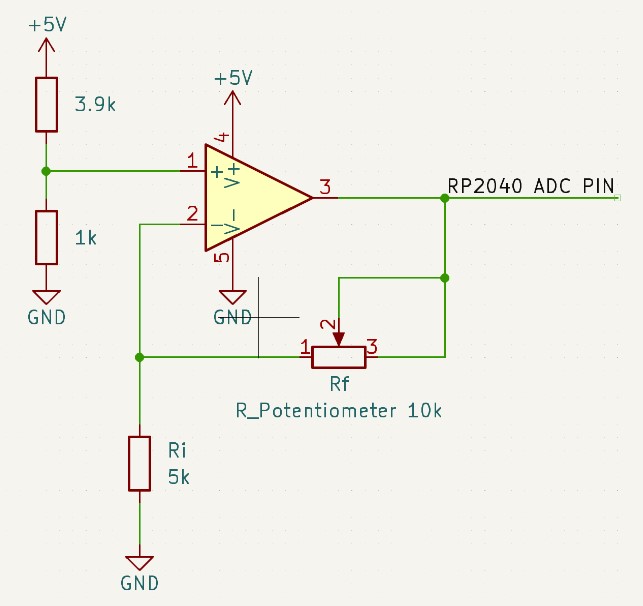 +5V
3.9k
+5V
4
1
+
V+
3
RP2040 ADC PIN
2
-
V-
1k
5
GND
GND
2
1
3
Rf
R_Potentiometer 10k
Ri
5k
GND